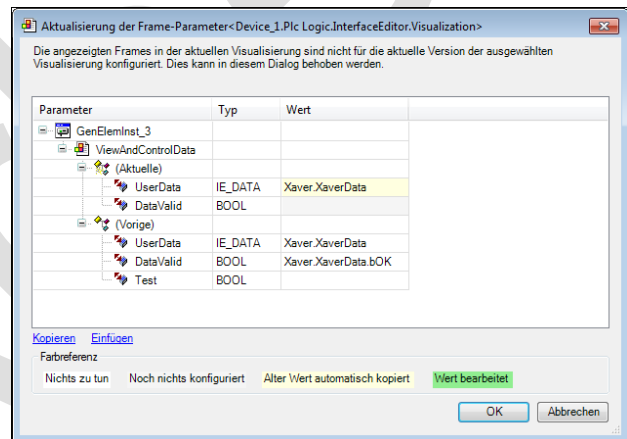 Aktualisierung der Frame-Parameter<Device_1.Plc Logic.InterfaceEditor.Visualization>
Die angezeigten Frames in der aktuellen Visualisierung sind nicht für die aktuelle Version der ausgewählten
Visualisierung konfiguriert. Dies kann in diesem Dialog behoben werden.
Parameter Typ Wert
GenElemInst_3
ViewAndControlData
(Aktuelle)
UserData IE_DATA Xaver.XaverData
DataValid BOOL
(Vorige)
UserData IE_DATA Xaver.XaverData
DataValid BOOL Xaver.XaverData.bOK
Test BOOL
Kopieren Einfügen
Farbreferenz
Nichts zu tun Noch nichts konfiguriert Alter Wert automatisch kopiert Wert bearbeitet
OK Abbrechen